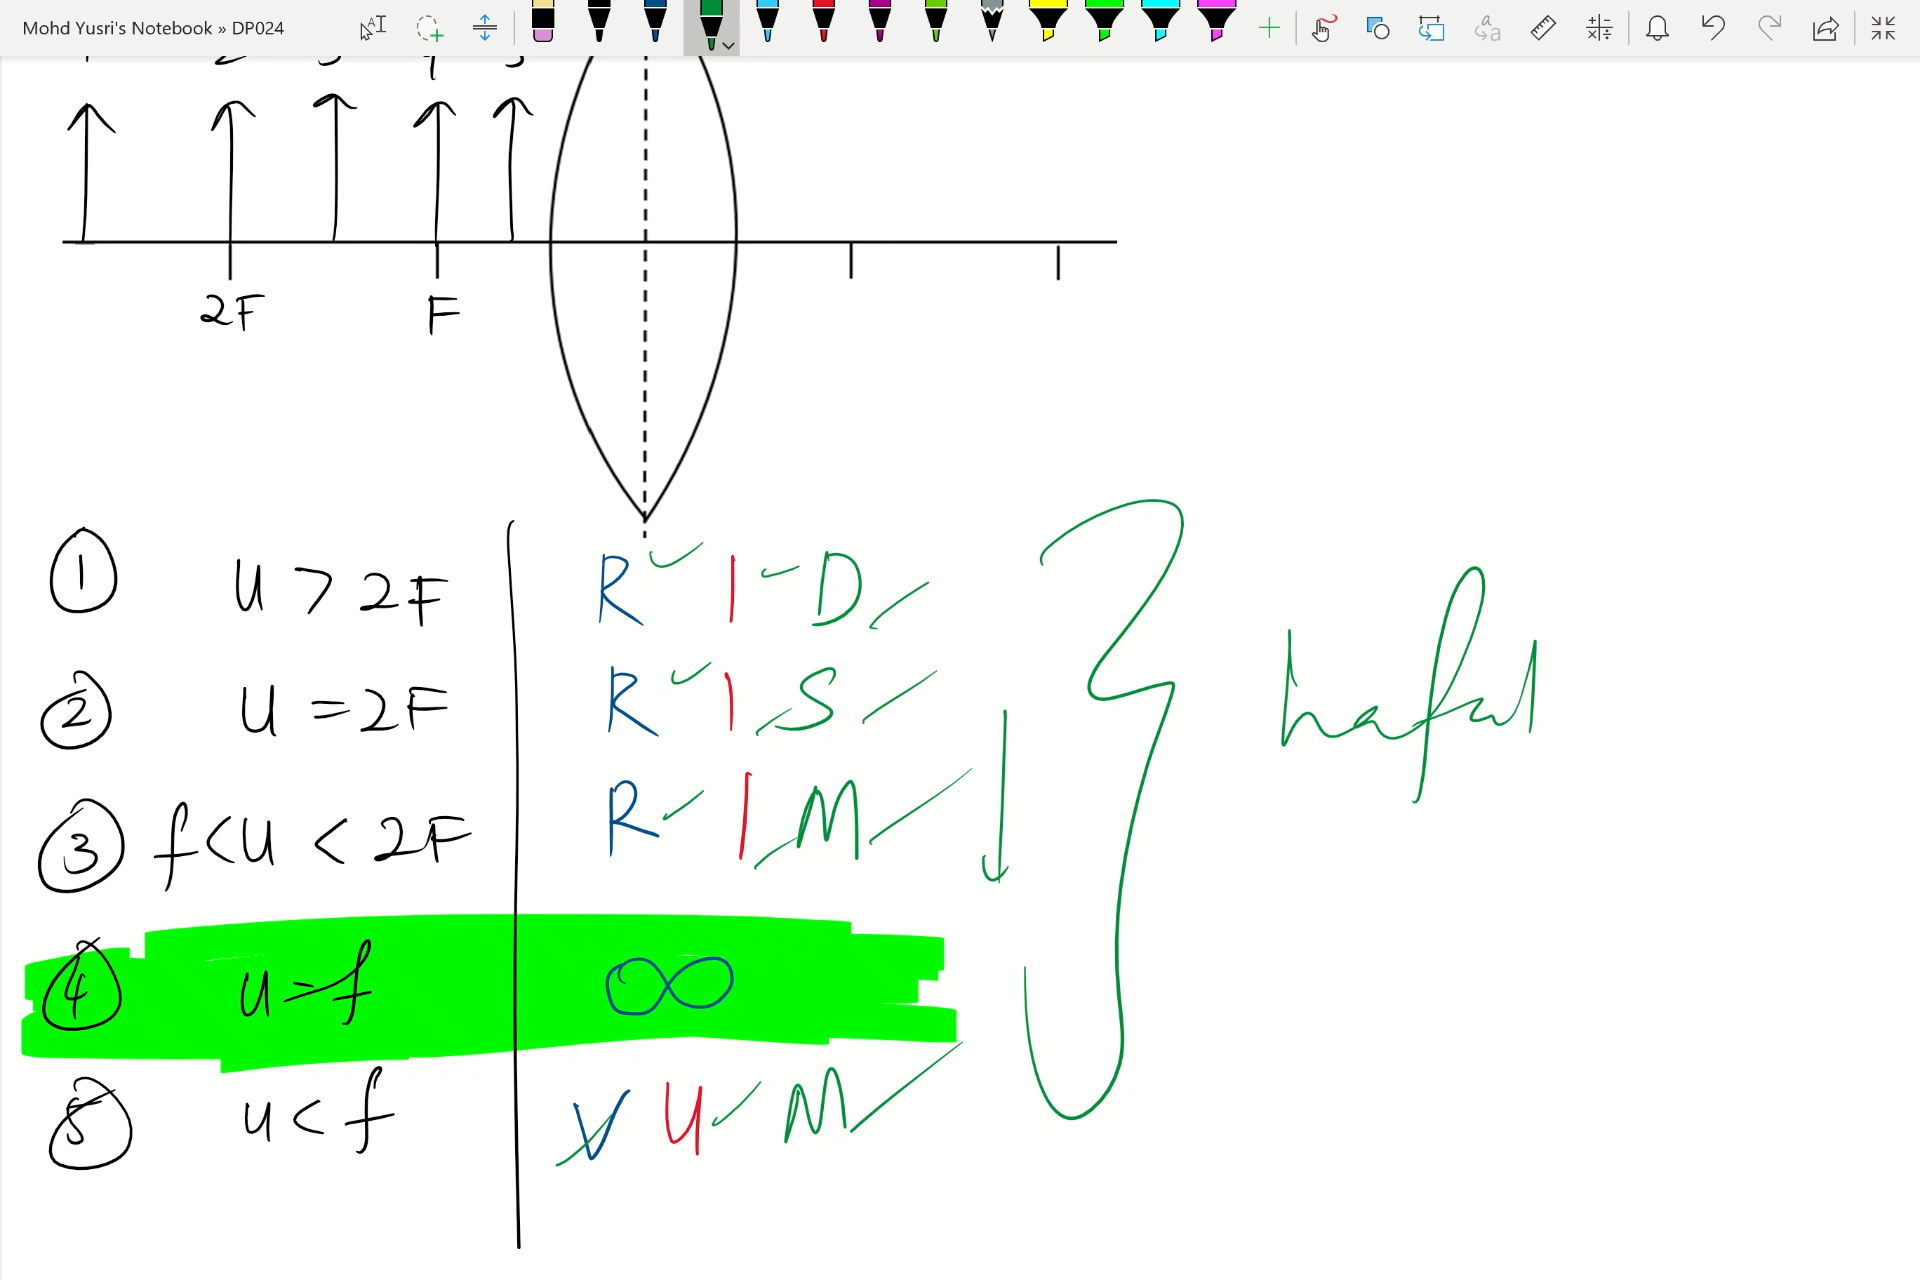 Mohd Yusri's Notebook » DP024
2F F
① u > 2F R I D
② u = 2F R I S
hafal
③ f < u < 2F R I M
④ u = f ∞
⑤ u < f V U M